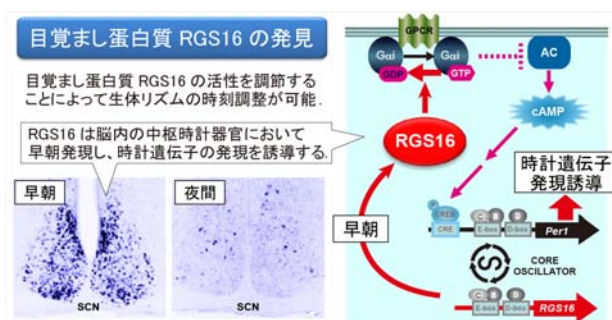 目覚まし蛋白質 RGS16 の発見
目覚まし蛋白質 RGS16 の活性を調節する
ことによって生体リズムの時刻調整が可能.
RGS16 は脳内の中枢時計器官において
早朝発現し、時計遺伝子の発現を誘導する.
早朝
夜間
SCN
SCN
GPCR
Gαi
Gαi
GDP
GTP
AC
cAMP
RGS16
時計遺伝子
発現誘導
早朝
P
CREB
CRE
C
B
D
E-box
D-box
Per1
CORE
OSCILLATOR
C
B
D
E-box
D-box
RGS16